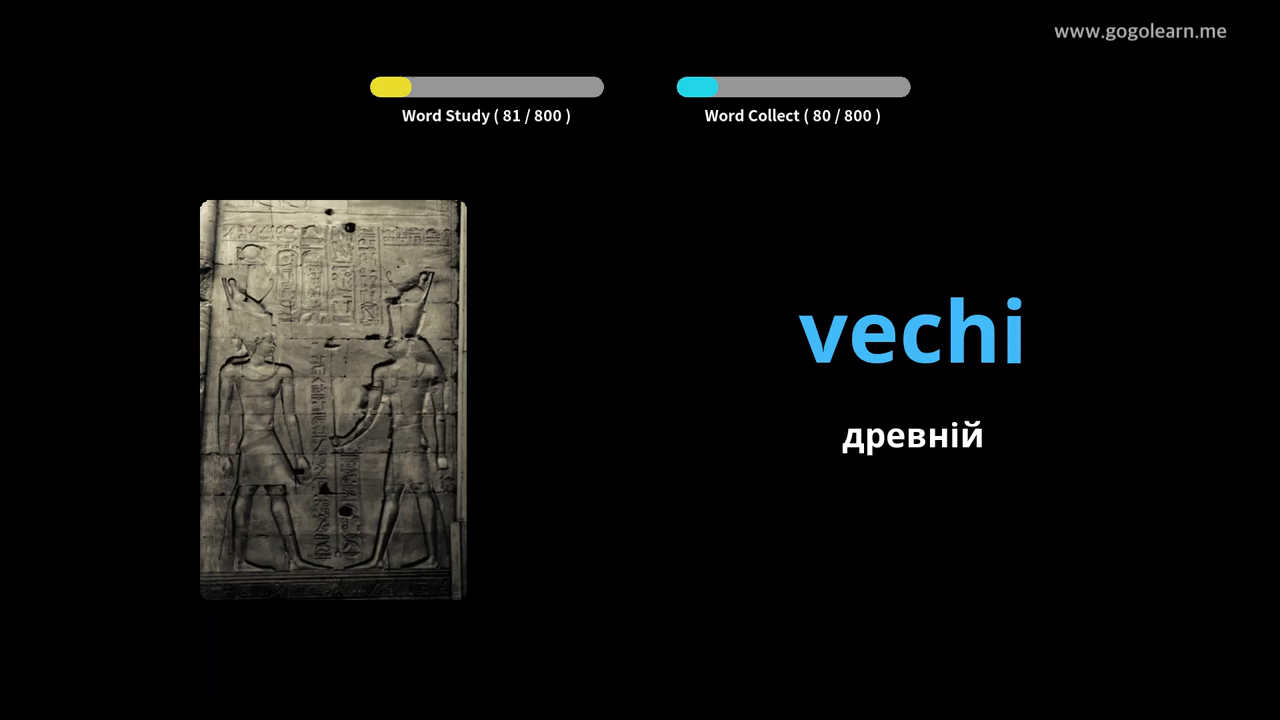 www.gogolearn.me
Word Study ( 81 / 800 )
Word Collect ( 80 / 800 )
vechi
древній